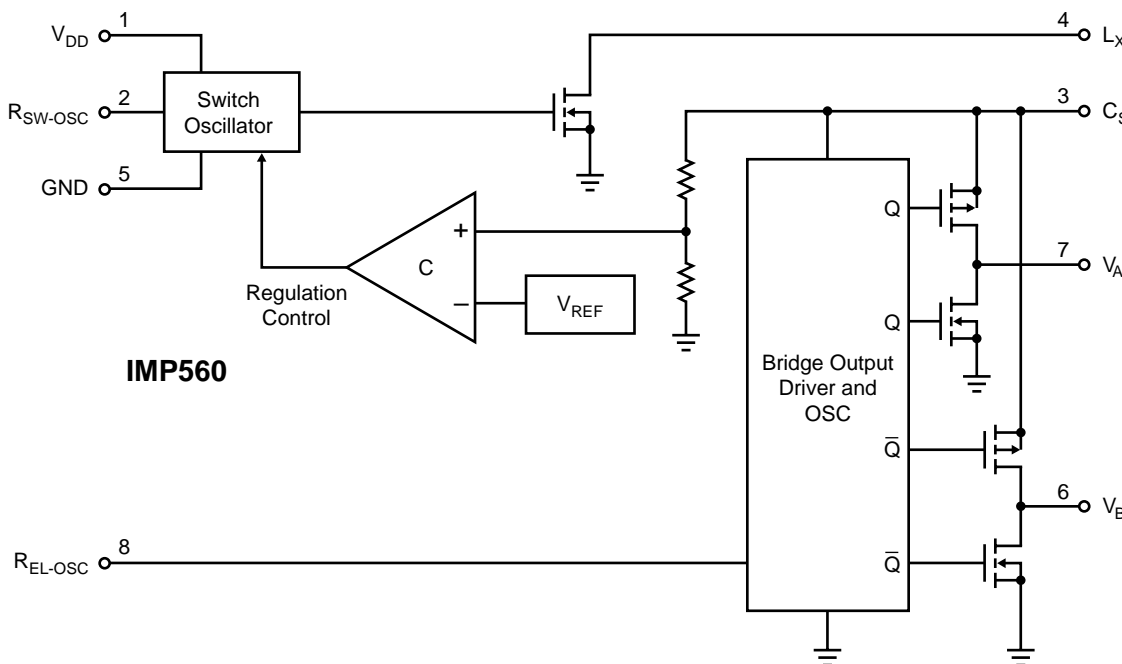 1
V_DD
4
L_X
2
R_SW-OSC
Switch
Oscillator
3
C_S
5
GND
Q
+
C
−
V_REF
7
V_A
Regulation
Control
Q
IMP560
Bridge Output
Driver and
OSC
Q̅
6
V_B
8
R_EL-OSC
Q̅